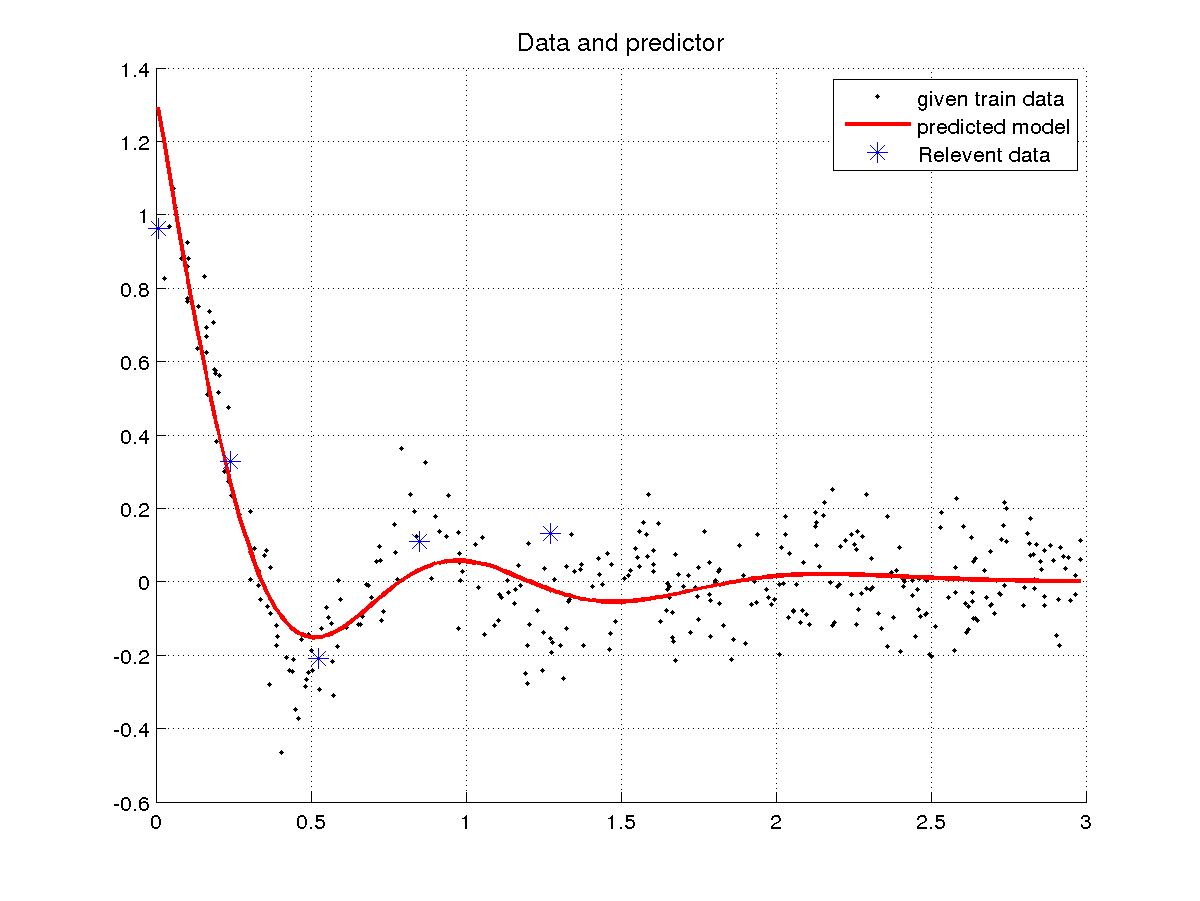 Data and predictor
1.4
1.2
1
0.8
0.6
0.4
0.2
0
-0.2
-0.4
-0.6
given train data
predicted model
Relevent data
0 0.5 1 1.5 2 2.5 3